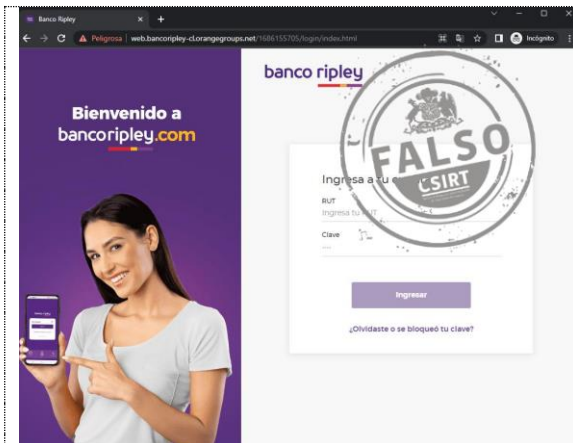 Banco Ripley
Peligrosa | web.bancoripley-cl.orangegroups.net/1686155705/login/index.html
Incógnito
banco ripley
Bienvenido a
bancoripley.com
FALSO
CSIRT
Ingresa a tu
RUT
Ingresa tu RUT
Clave
Ingresar
¿Olvidaste o se bloqueó tu clave?